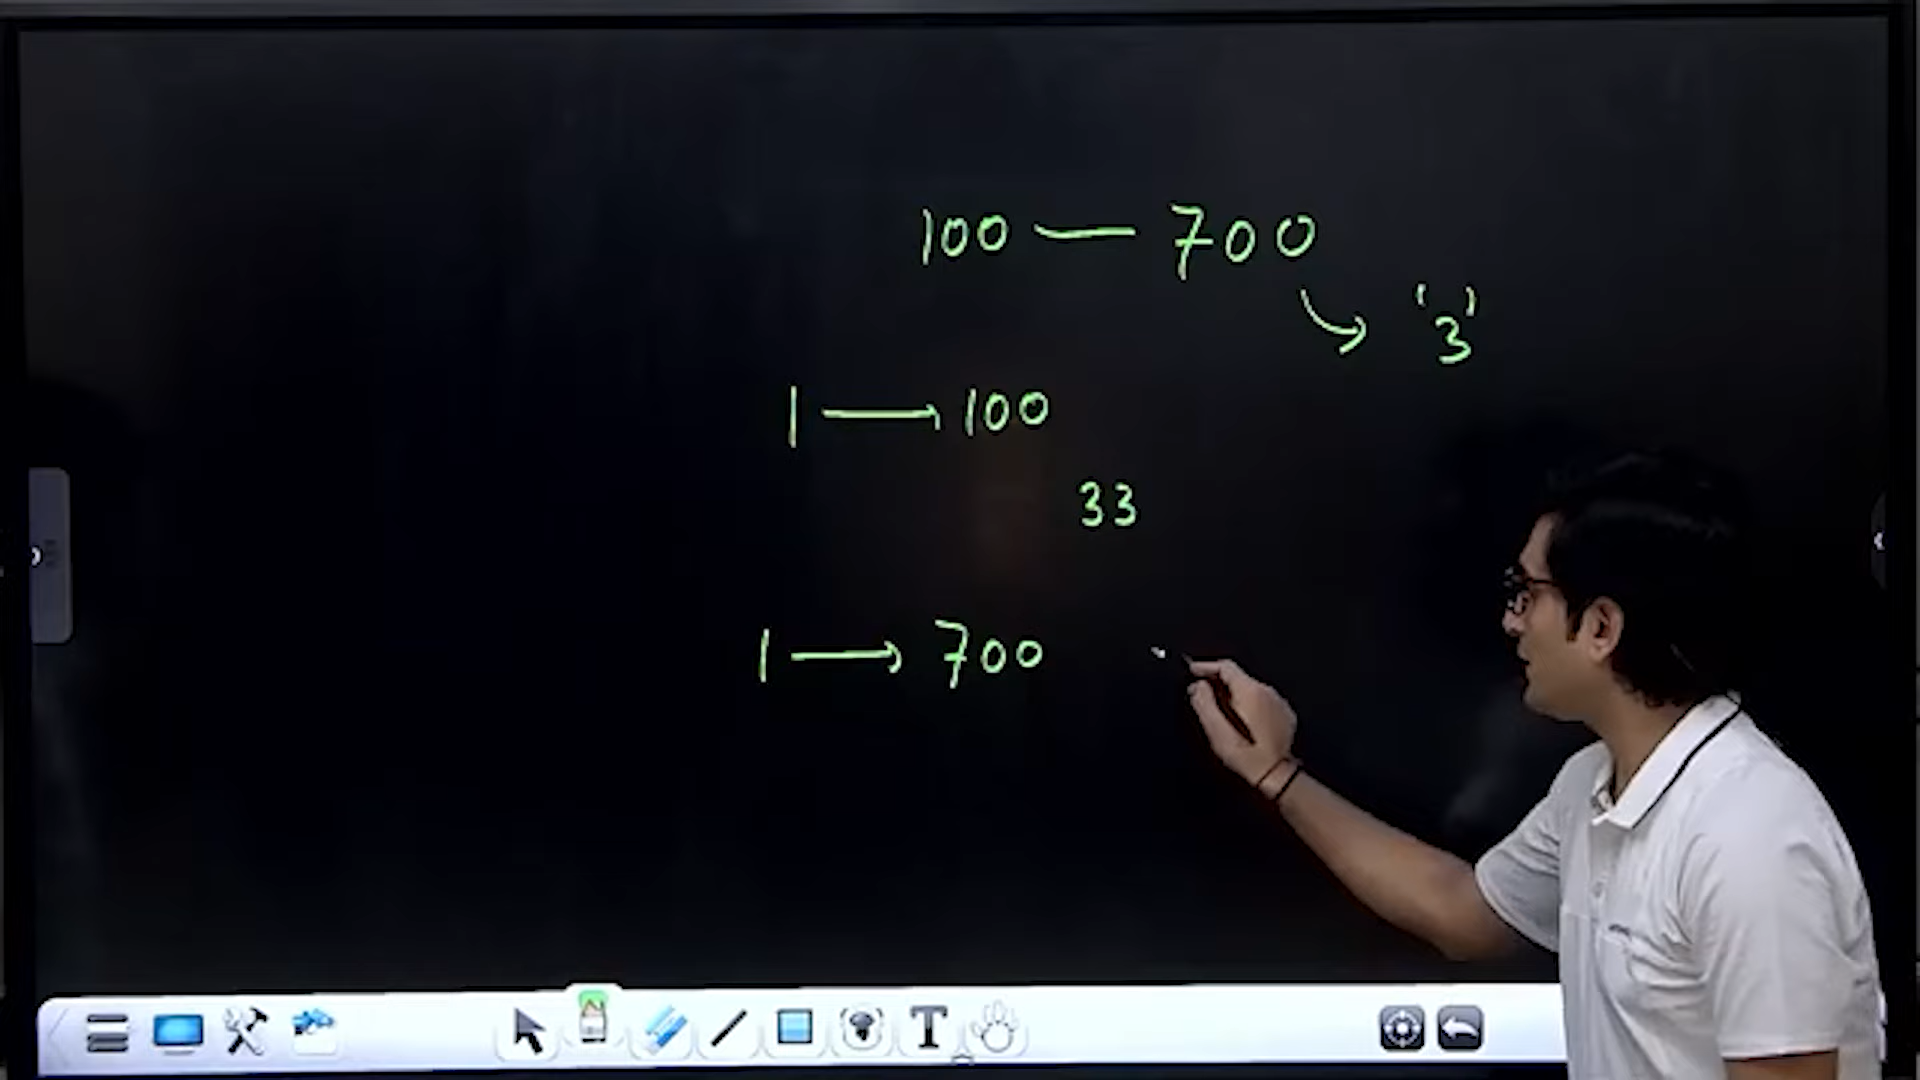 100 — 700
'3'
1 → 100
33
1 → 700
T